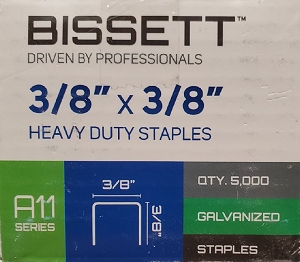 BISSETT™
DRIVEN BY PROFESSIONALS
3/8" x 3/8"
HEAVY DUTY STAPLES
A11
SERIES
3/8"
3/8"
QTY. 5,000
GALVANIZED
STAPLES